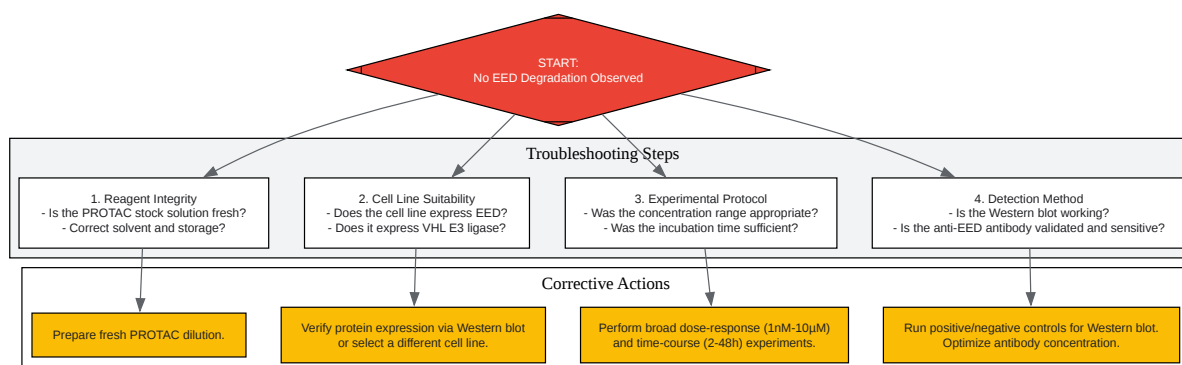 START:
No EED Degradation Observed
Troubleshooting Steps
1. Reagent Integrity
- Is the PROTAC stock solution fresh?
- Correct solvent and storage?
2. Cell Line Suitability
- Does the cell line express EED?
- Does it express VHL E3 ligase?
3. Experimental Protocol
- Was the concentration range appropriate?
- Was the incubation time sufficient?
4. Detection Method
- Is the Western blot working?
- Is the anti-EED antibody validated and sensitive?
Corrective Actions
Prepare fresh PROTAC dilution.
Verify protein expression via Western blot
or select a different cell line.
Perform broad dose-response (1nM-10μM)
and time-course (2-48h) experiments.
Run positive/negative controls for Western blot.
Optimize antibody concentration.